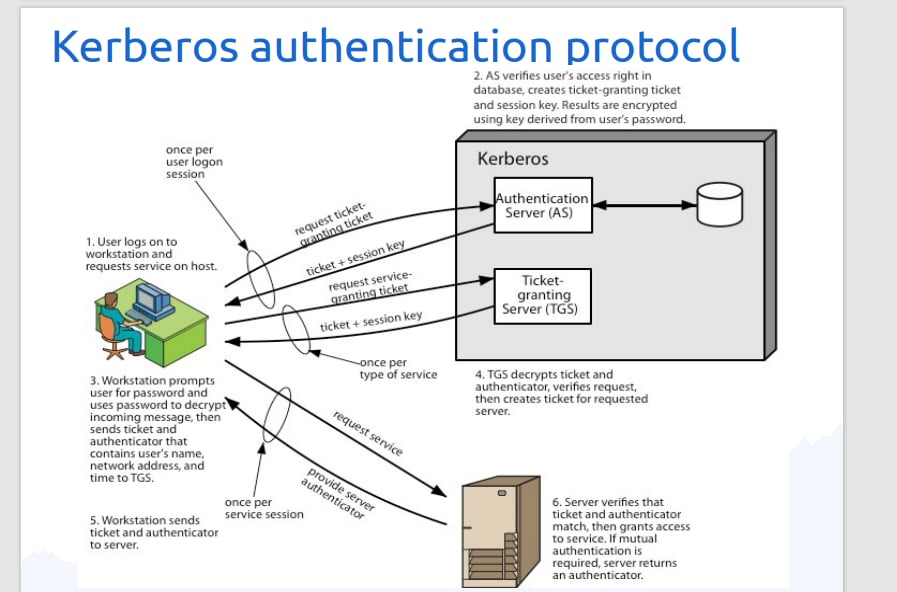 Kerberos authentication protocol
2. AS verifies user's access right in
database, creates ticket-granting ticket
and session key. Results are encrypted
using key derived from user's password.
once per
user logon
session
Kerberos
Authentication
Server (AS)
request ticket-
granting ticket
1. User logs on to
workstation and
requests service on host.
ticket + session key
request service-
granting ticket
Ticket-
granting
Server (TGS)
ticket + session key
once per
type of service
4. TGS decrypts ticket and
authenticator, verifies request,
then creates ticket for requested
server.
3. Workstation prompts
user for password and
uses password to decrypt
incoming message, then
sends ticket and
authenticator that
contains user's name,
network address, and
time to TGS.
request service
provide server
authenticator
once per
service session
5. Workstation sends
ticket and authenticator
to server.
6. Server verifies that
ticket and authenticator
match, then grants access
to service. If mutual
authentication is
required, server returns
an authenticator.